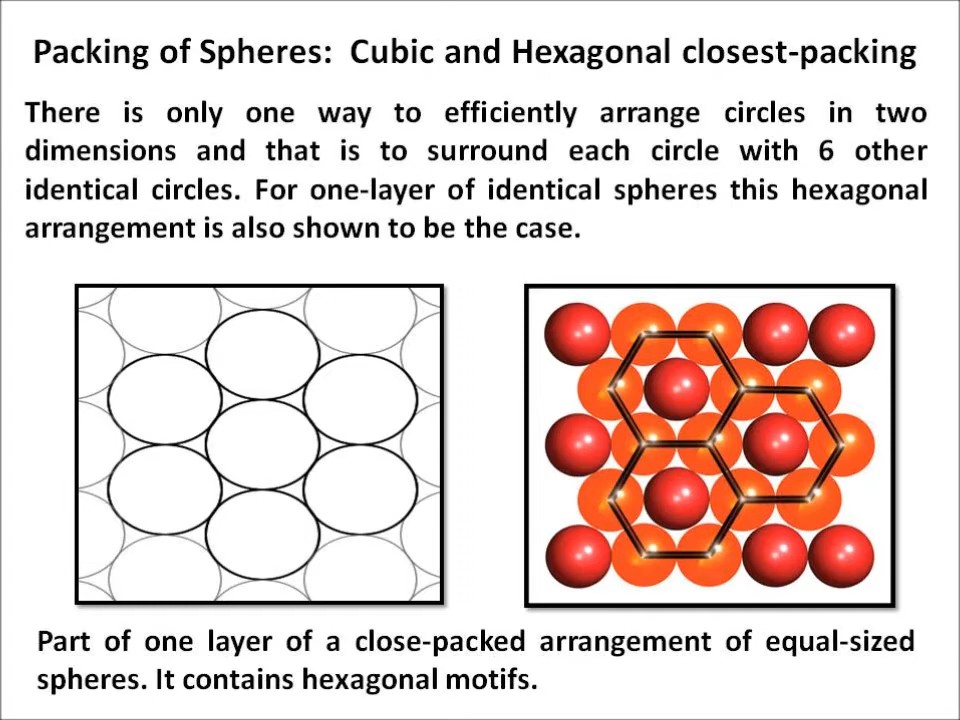 Packing of Spheres: Cubic and Hexagonal closest-packing
There is only one way to efficiently arrange circles in two
dimensions and that is to surround each circle with 6 other
identical circles. For one-layer of identical spheres this hexagonal
arrangement is also shown to be the case.
Part of one layer of a close-packed arrangement of equal-sized
spheres. It contains hexagonal motifs.